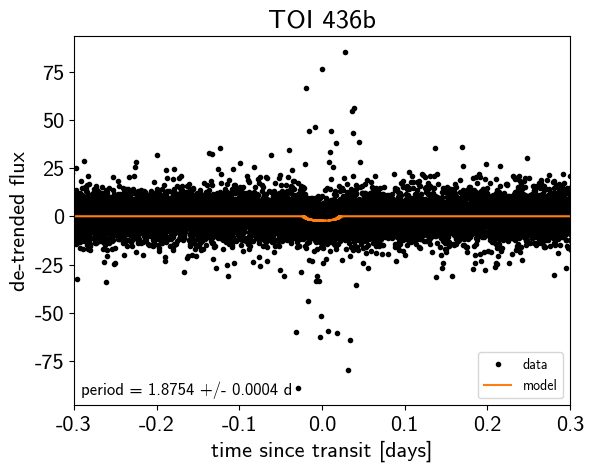 TOI 436b
de-trended flux
75
50
25
0
-25
-50
-75
period = 1.8754 +/- 0.0004 d
data
model
-0.3 -0.2 -0.1 0.0 0.1 0.2 0.3
time since transit [days]